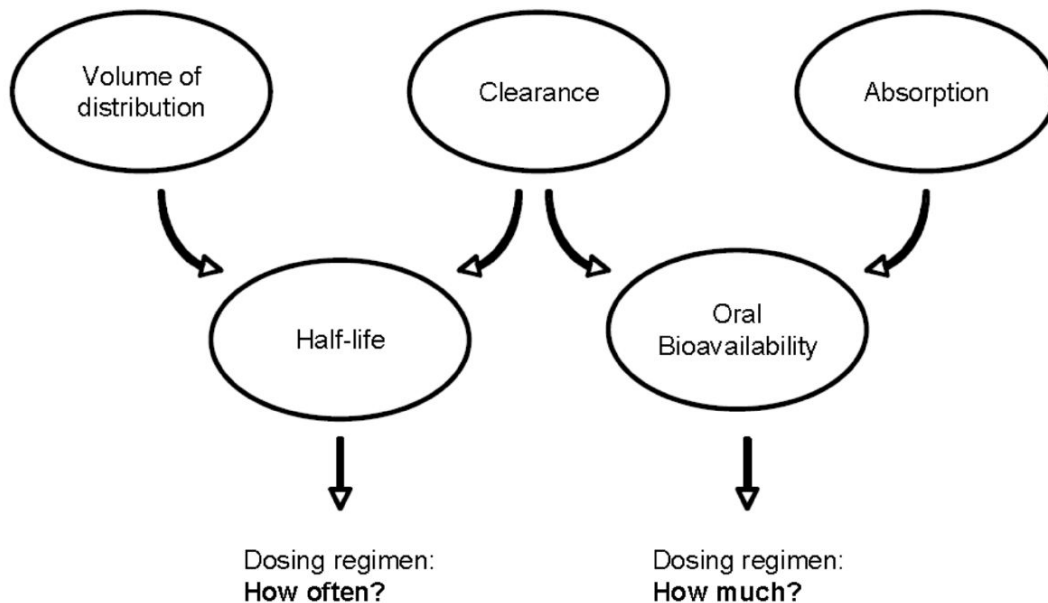 Volume of
distribution
Clearance
Absorption
Half-life
Oral
Bioavailability
Dosing regimen:
How often?
Dosing regimen:
How much?